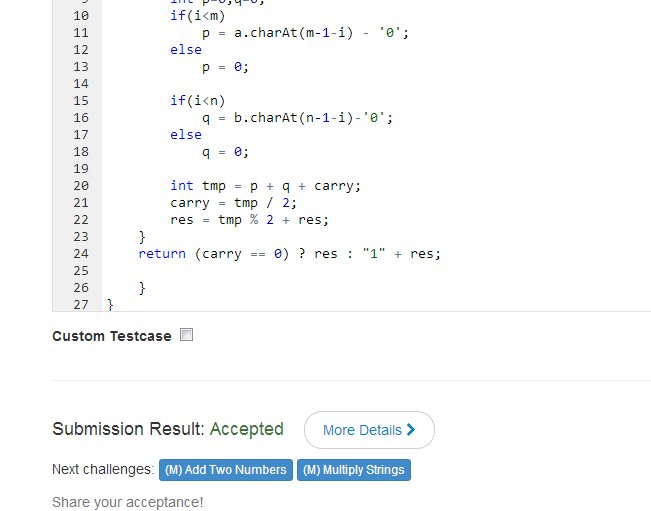 10 if(i<m)
11 p = a.charAt(m-1-i) - '0';
12 else
13 p = 0;
14
15 if(i<n)
16 q = b.charAt(n-1-i)-'0';
17 else
18 q = 0;
19
20 int tmp = p + q + carry;
21 carry = tmp / 2;
22 res = tmp % 2 + res;
23 }
24 return (carry == 0) ? res : "1" + res;
25
26 }
27 }
Custom Testcase
Submission Result: Accepted More Details
Next challenges: (M) Add Two Numbers (M) Multiply Strings
Share your acceptance!